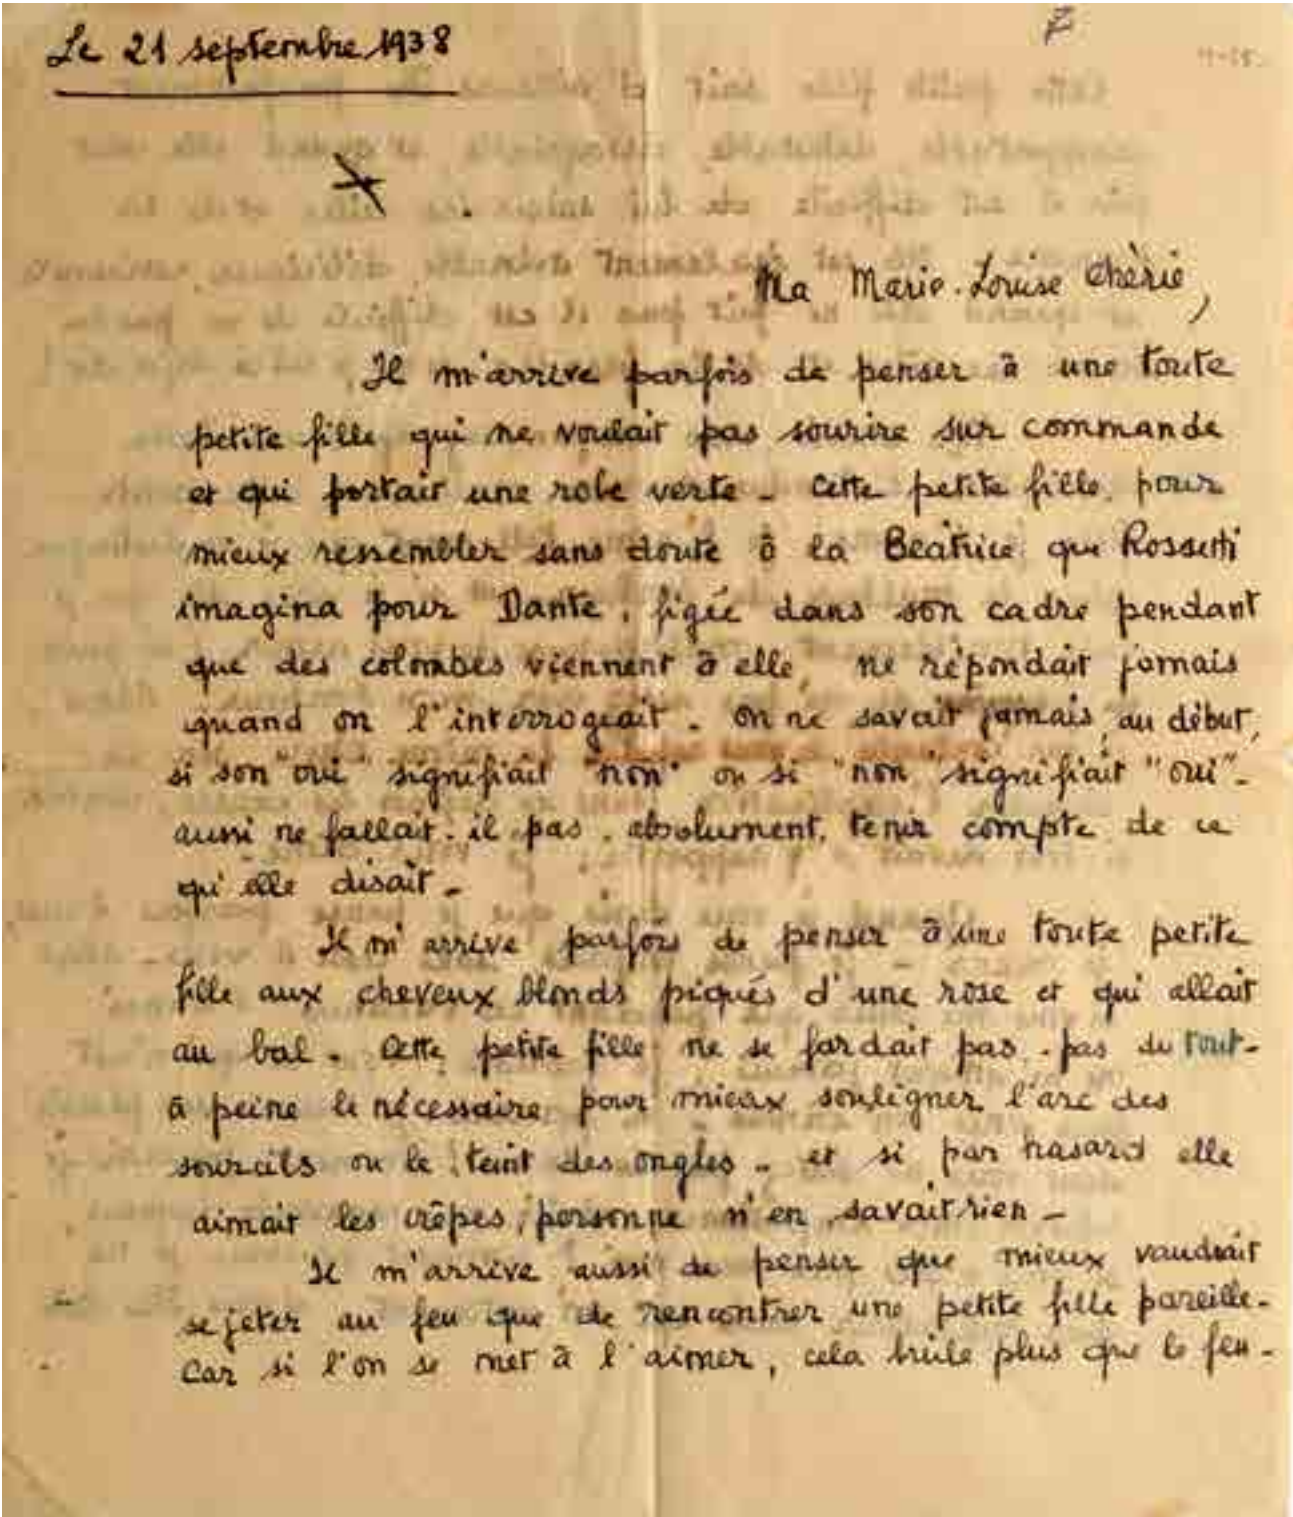 Le 21 septembre 1938
Ma Marie-Louise Chèrie,
Il m'arrive parfois de penser à une toute
petite fille qui ne voulait pas sourire sur commande
et qui portait une robe verte - Cette petite fille, pour
mieux ressembler sans doute à la Beatrice que Rossetti
imagina pour Dante, figée dans son cadre pendant
que des colombes viennent à elle, ne répondait jamais
quand on l'interrogeait. On ne savait jamais, au début,
si son "oui" signifiait "non" ou si "non" signifiait "oui" -
aussi ne fallait-il pas, absolument, tenir compte de ce
qu'elle disait -
Il m'arrive parfois de penser à une toute petite
fille aux cheveux blonds piqués d'une rose et qui allait
au bal. Cette petite fille ne se fardait pas - pas du tout -
à peine le nécessaire pour mieux souligner l'arc des
sourcils ou le teint des ongles - et si par hasard elle
aimait les crêpes, personne n'en savait rien -
Il m'arrive aussi de penser que mieux vaudrait
se jeter au feu que de rencontrer une petite fille pareille -
Car si l'on se met à l'aimer, cela brûle plus que le feu -